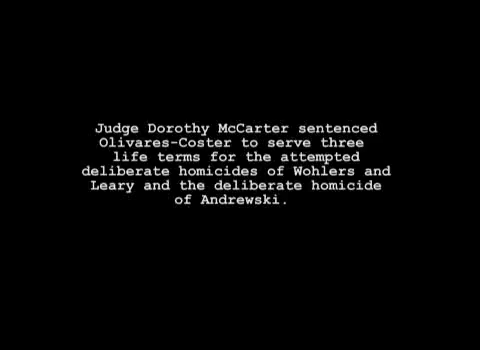 Judge Dorothy McCarter sentenced
Olivares-Coster to serve three
life terms for the attempted
deliberate homicides of Wohlers and
Leary and the deliberate homicide
of Andrewski.